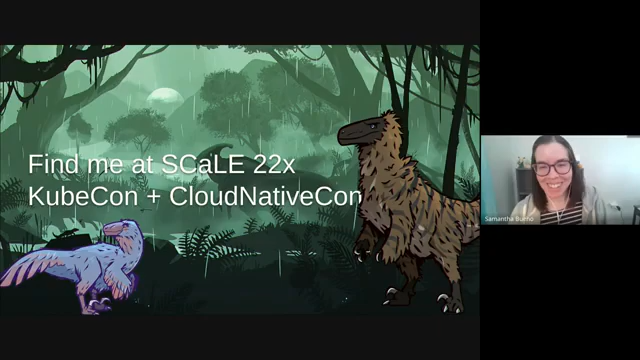 Find me at SCaLE 22x
KubeCon + CloudNativeCon
Samantha Bueno